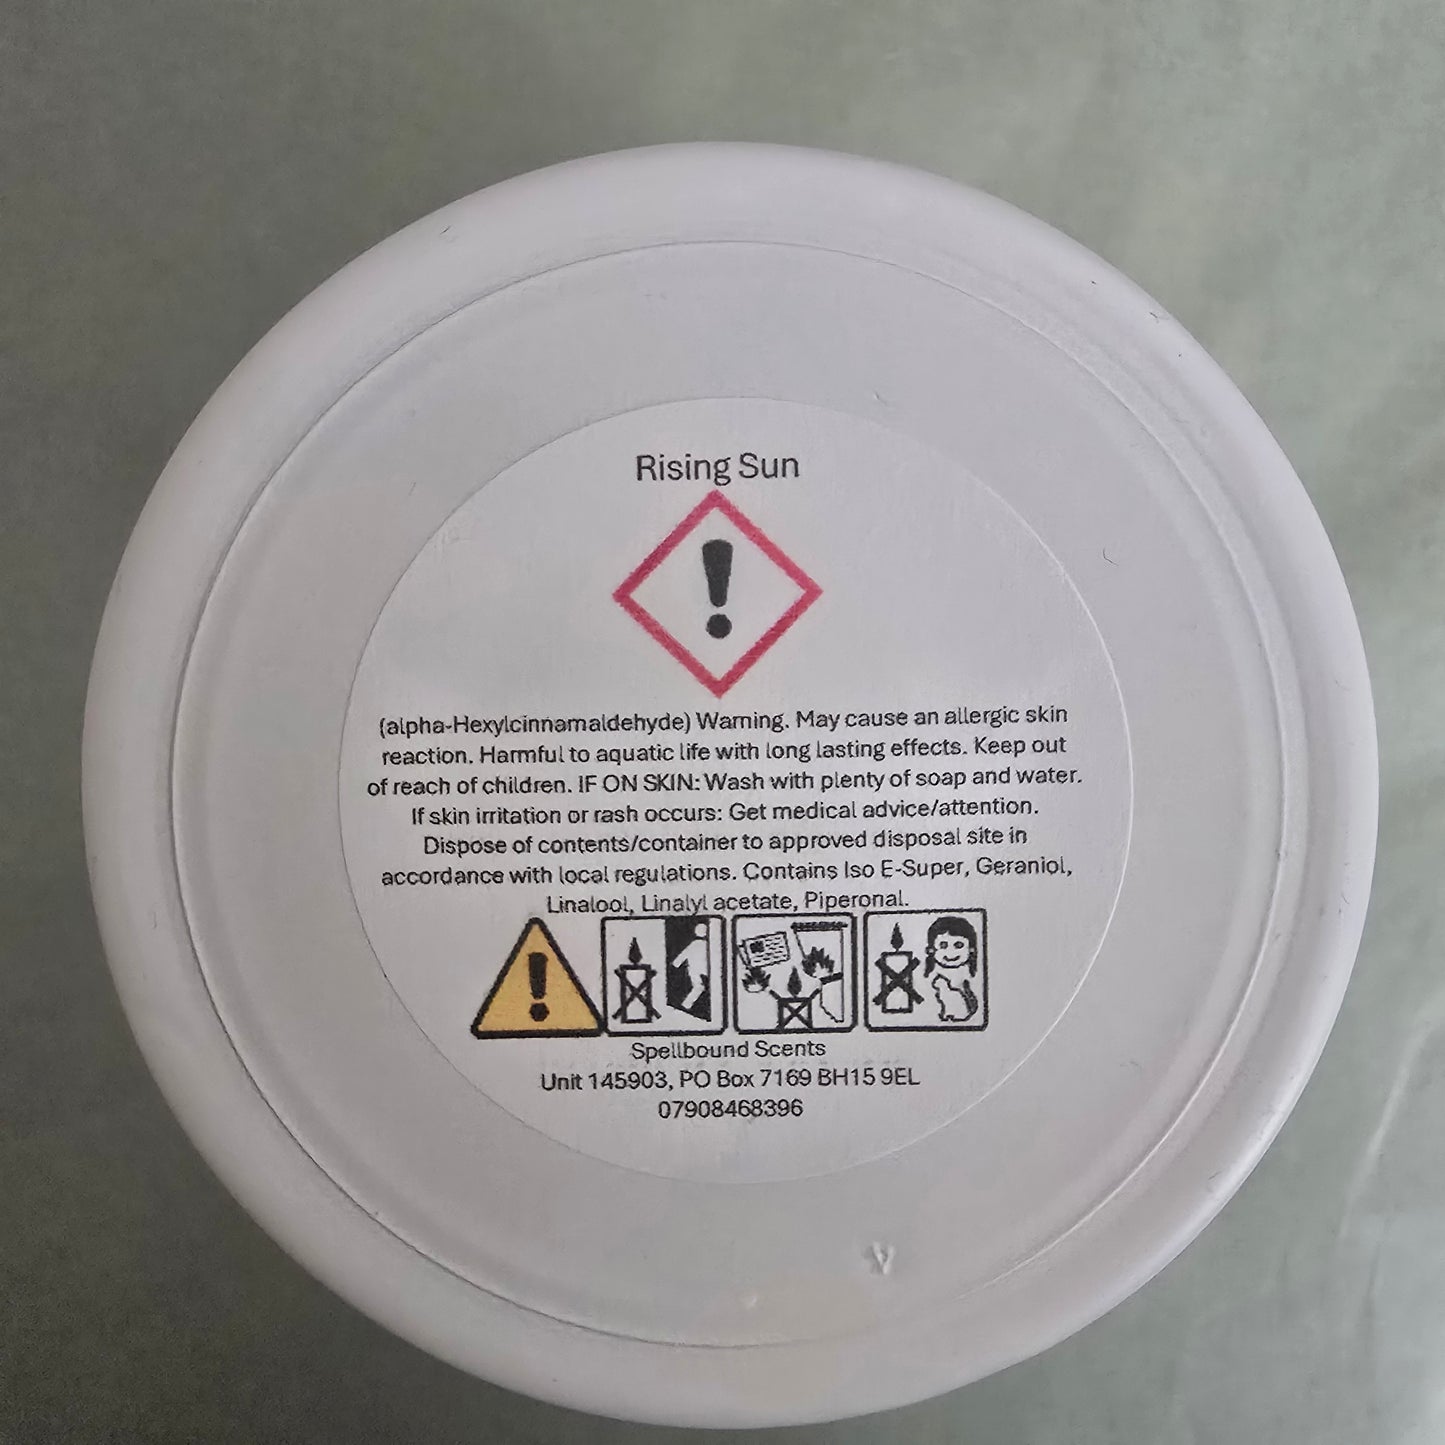 Rising Sun
(alpha-Hexylcinnamaldehyde) Warning. May cause an allergic skin
reaction. Harmful to aquatic life with long lasting effects. Keep out
of reach of children. IF ON SKIN: Wash with plenty of soap and water.
If skin irritation or rash occurs: Get medical advice/attention.
Dispose of contents/container to approved disposal site in
accordance with local regulations. Contains Iso E-Super, Geraniol,
Linalool, Linalyl acetate, Piperonal.
Spellbound Scents
Unit 145903, PO Box 7169 BH15 9EL
07908468396